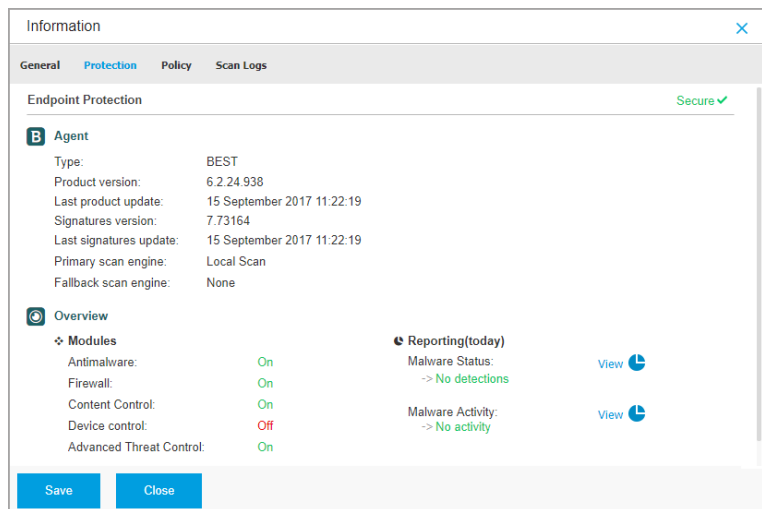 Information
General Protection Policy Scan Logs
Endpoint Protection Secure
B Agent
Type: BEST
Product version: 6.2.24.938
Last product update: 15 September 2017 11:22:19
Signatures version: 7.73164
Last signatures update: 15 September 2017 11:22:19
Primary scan engine: Local Scan
Fallback scan engine: None
Overview
Modules
Antimalware: On
Firewall: On
Content Control: On
Device control: Off
Advanced Threat Control: On
Reporting(today)
Malware Status: View
-> No detections
Malware Activity: View
-> No activity
Save Close